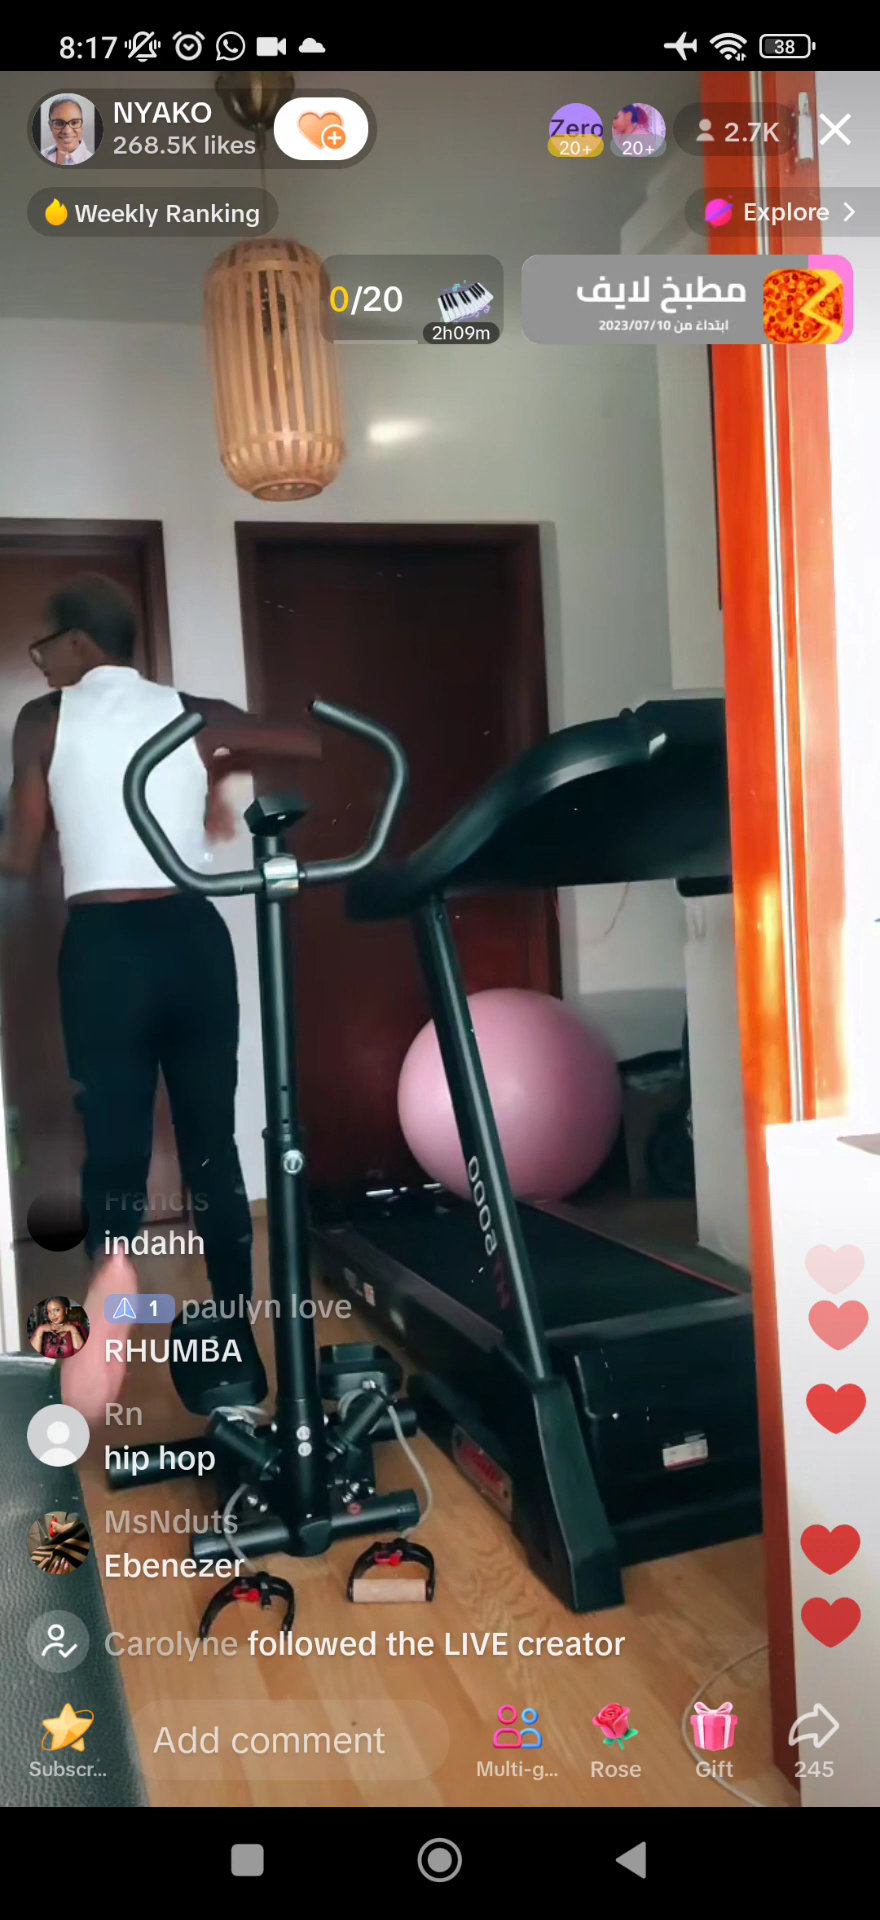 8:17
38
NYAKO
268.5K likes
Zero
20+
20+
2.7K
Weekly Ranking
Explore
0/20
2h09m
مطبخ لايف
ابتداءً من 2023/07/10
Francis
indahh
1 paulyn love
RHUMBA
Rn
hip hop
MsNduts
Ebenezer
Carolyne followed the LIVE creator
Subscr...
Add comment
Multi-g...
Rose
Gift
245